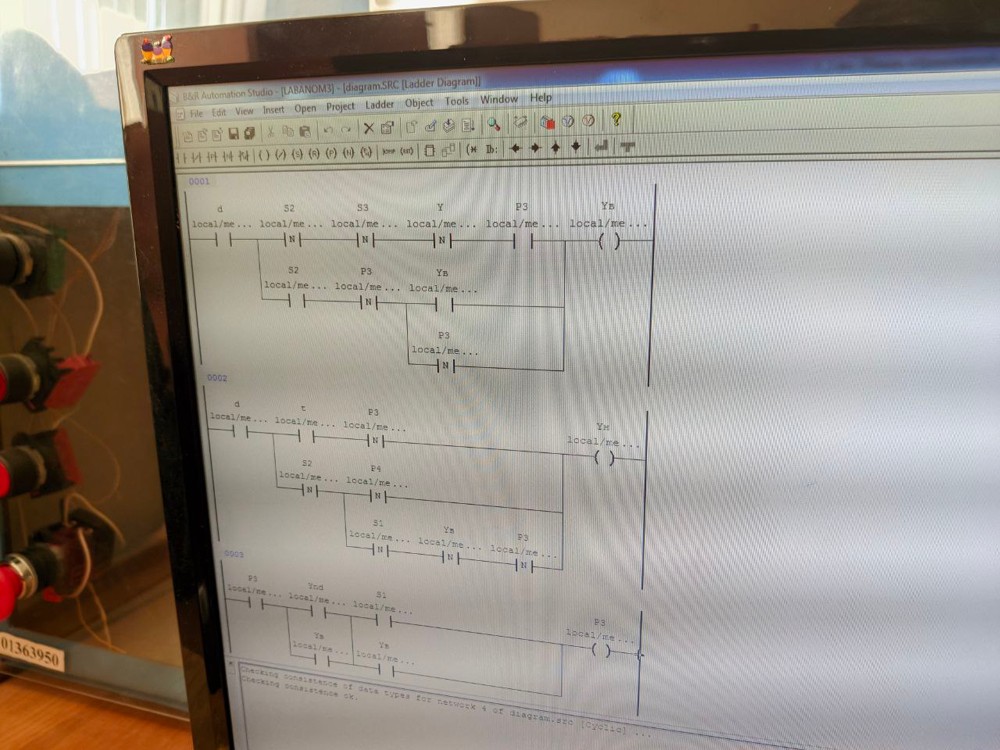 B&R Automation Studio - [LABANOM3] - [diagram.SRC [Ladder Diagram]]
File Edit View Insert Open Project Ladder Object Tools Window Help
0001
d S2 S3 Y P3 Yв
local/me... local/me... local/me... local/me... local/me... local/me...
N N N
S2 P3 Yв
local/me... local/me... local/me...
N
P3
local/me...
N
0002
d t P3 Yн
local/me... local/me... local/me... local/me...
N
S2 P4
local/me... local/me...
N N
S1 Yв P3
local/me... local/me... local/me...
N N N
0003
P3 Ynd S1 P3
local/me... local/me... local/me... local/me...
Yв Yв
local/me... local/me...
Checking consistence of data types for network 4 of diagram.src [Cyclic] ...
Checking consistence ok.
01363950